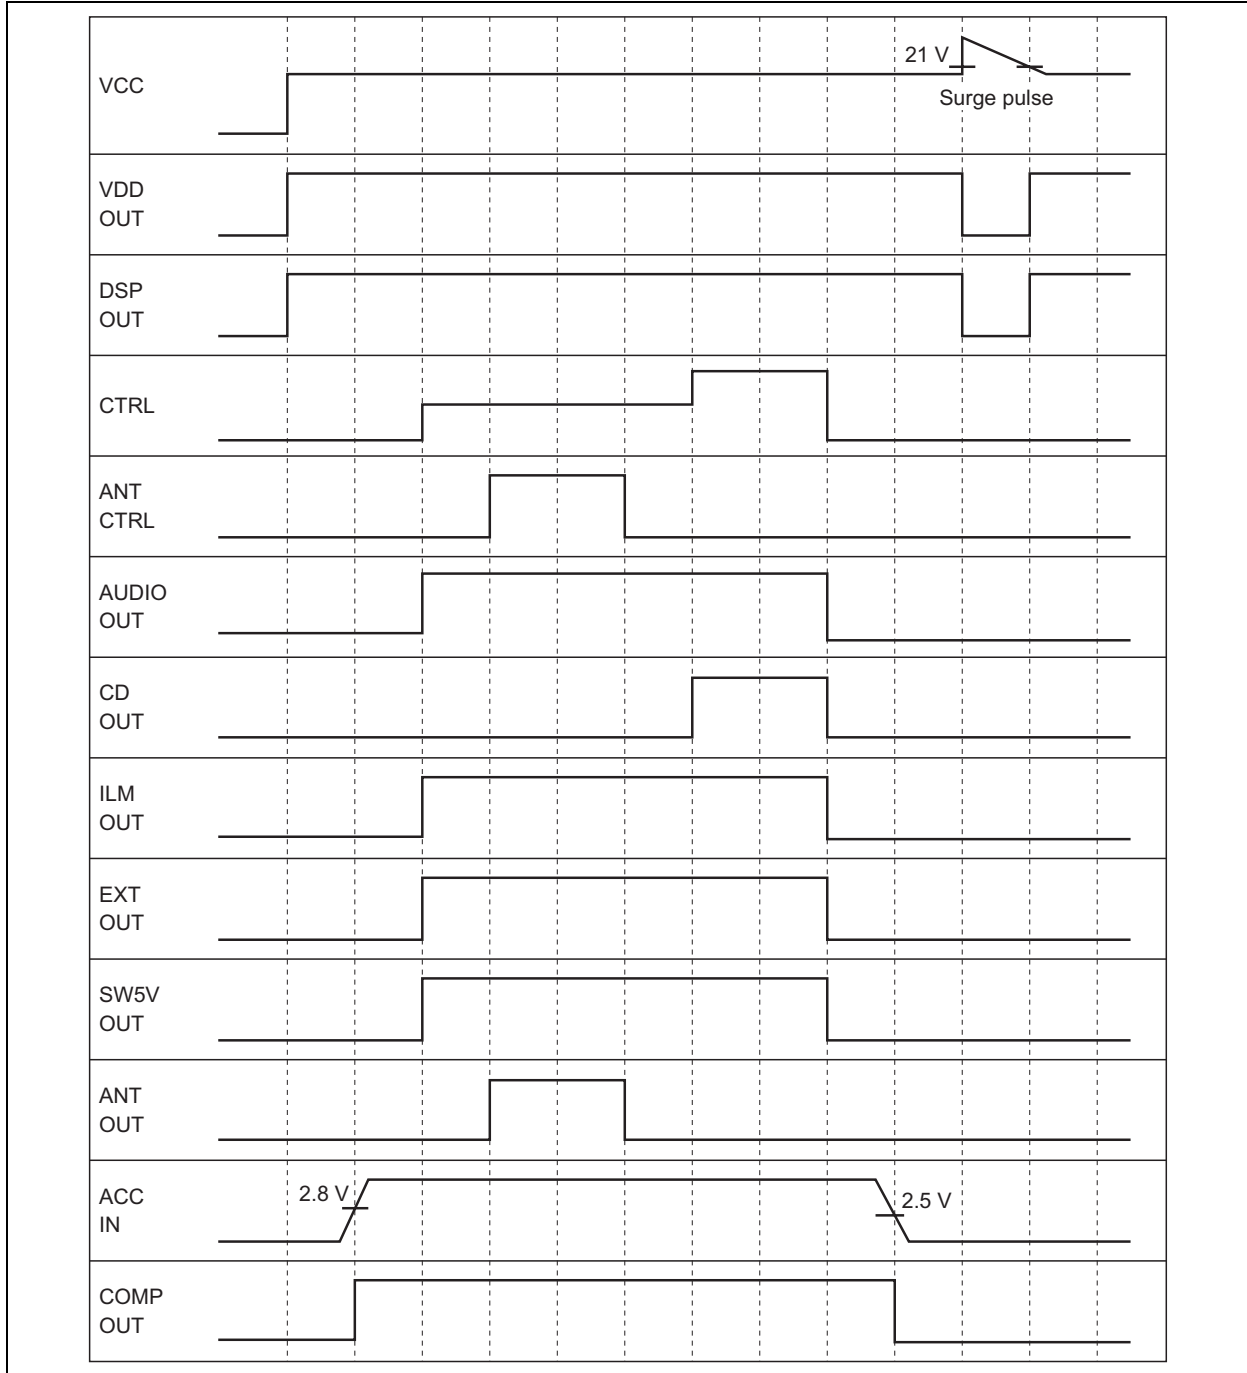 21 V
VCC
Surge pulse
VDD
OUT
DSP
OUT
CTRL
ANT
CTRL
AUDIO
OUT
CD
OUT
ILM
OUT
EXT
OUT
SW5V
OUT
ANT
OUT
ACC
IN
2.8 V
2.5 V
COMP
OUT